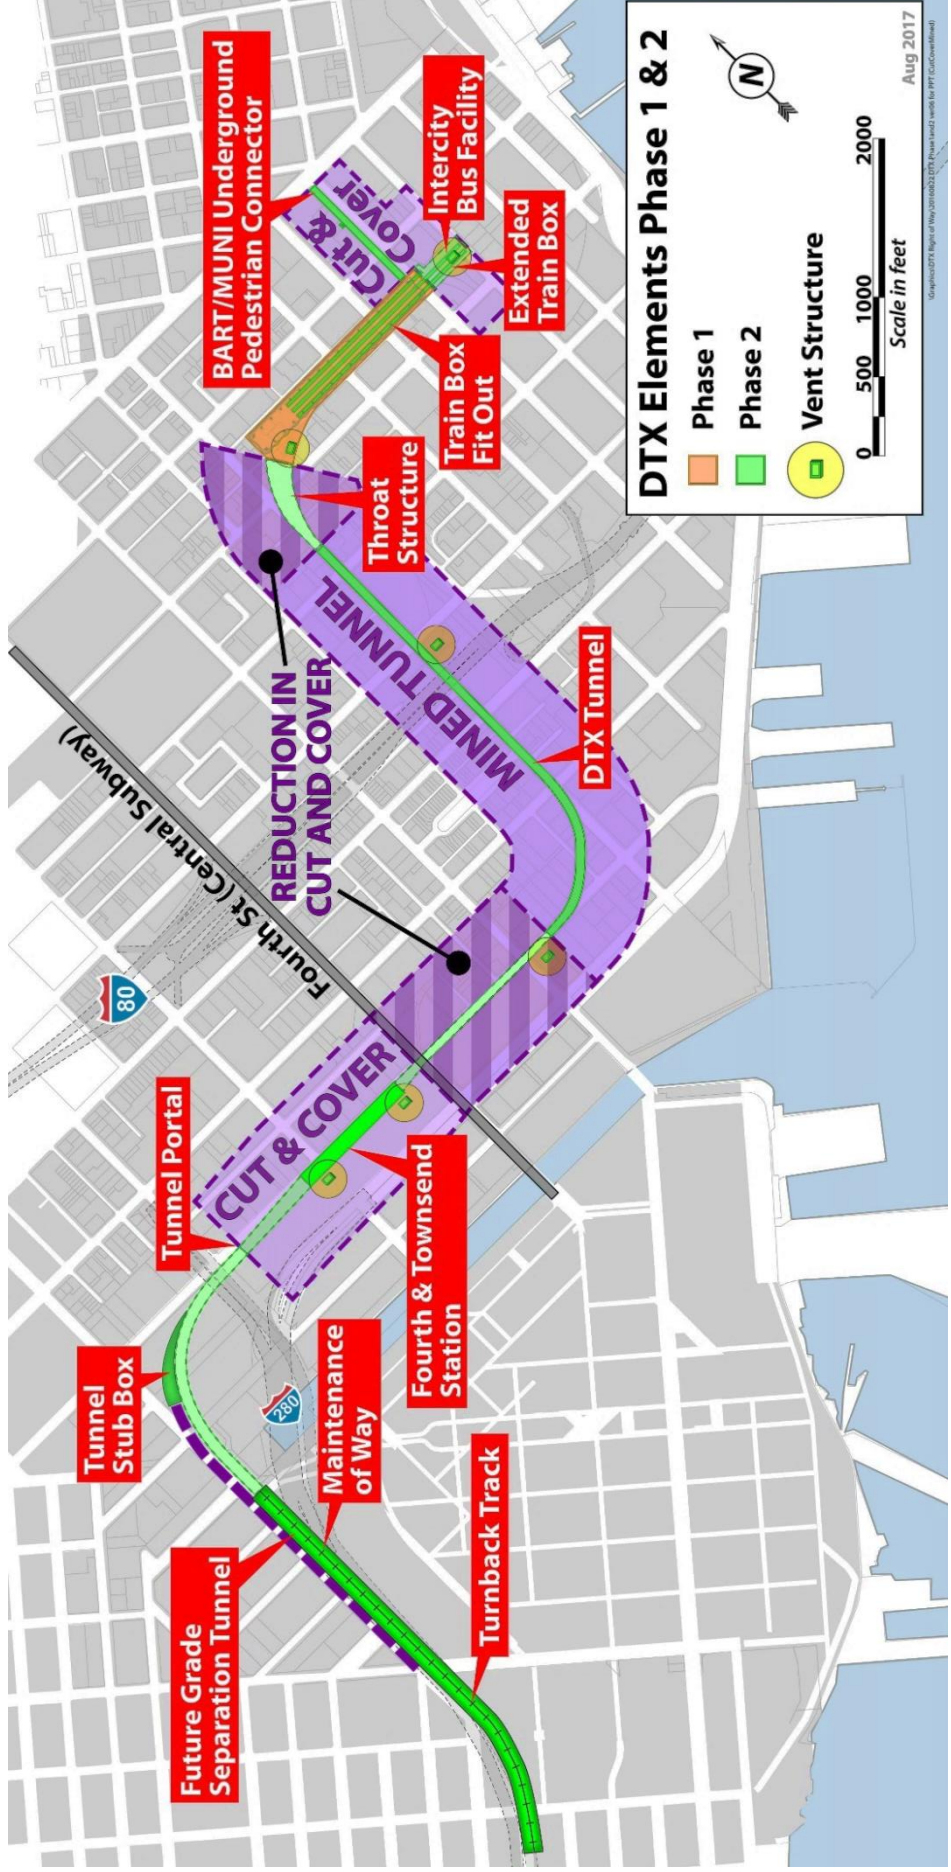 Future Grade
Separation Tunnel
Tunnel
Stub Box
Tunnel Portal
80
Fourth St (Central Subway)
REDUCTION IN
CUT AND COVER
BART/MUNI Underground
Pedestrian Connector
Cut &
Cover
Intercity
Bus Facility
Extended
Train Box
Train Box
Fit Out
Throat
Structure
MINED TUNNEL
DTX Tunnel
CUT & COVER
Fourth & Townsend
Station
280
Maintenance
of Way
Turnback Track
DTX Elements Phase 1 & 2
Phase 1
Phase 2
Vent Structure
N
0 500 1000 2000
Scale in feet
Aug 2017